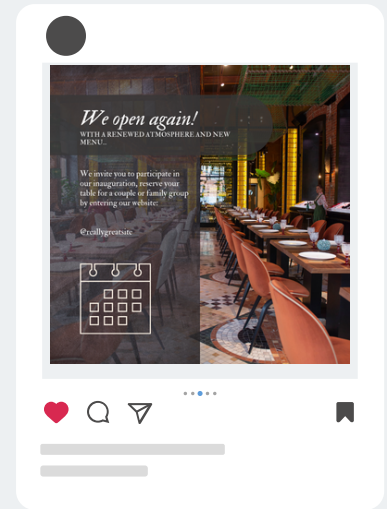 We open again!
WITH A RENEWED ATMOSPHERE AND NEW
MENU..
We invite you to participate in
our inauguration, reserve your
table for a couple or family group
by entering our website:
@reallygreatsite